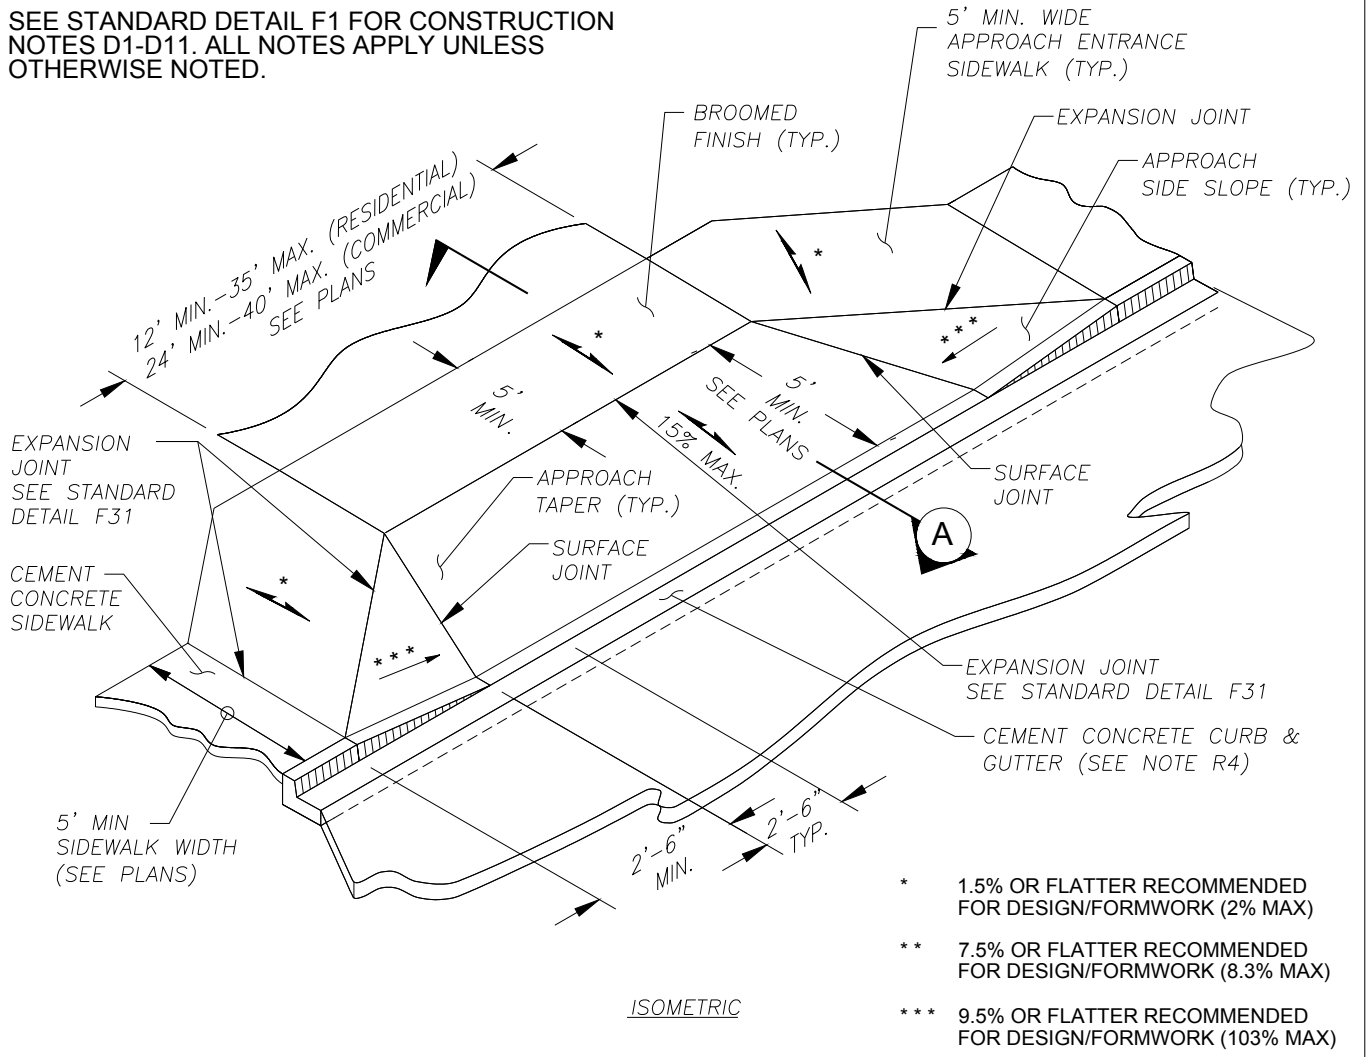 SEE STANDARD DETAIL F1 FOR CONSTRUCTION
NOTES D1-D11. ALL NOTES APPLY UNLESS
OTHERWISE NOTED.
5' MIN. WIDE
APPROACH ENTRANCE
SIDEWALK (TYP.)
BROOMED
FINISH (TYP.)
EXPANSION JOINT
APPROACH
SIDE SLOPE (TYP.)
12' MIN.-35' MAX. (RESIDENTIAL)
24' MIN.-40' MAX. (COMMERCIAL)
SEE PLANS
*
*
***
5'
MIN.
5'
MIN.
SEE PLANS
15% MAX.
EXPANSION
JOINT
SEE STANDARD
DETAIL F31
APPROACH
TAPER (TYP.)
SURFACE
JOINT
SURFACE
JOINT
A
CEMENT
CONCRETE
SIDEWALK
*
***
EXPANSION JOINT
SEE STANDARD DETAIL F31
CEMENT CONCRETE CURB &
GUTTER (SEE NOTE R4)
5' MIN
SIDEWALK WIDTH
(SEE PLANS)
2'-6"
MIN.
2'-6"
TYP.
* 1.5% OR FLATTER RECOMMENDED
FOR DESIGN/FORMWORK (2% MAX)
** 7.5% OR FLATTER RECOMMENDED
FOR DESIGN/FORMWORK (8.3% MAX)
*** 9.5% OR FLATTER RECOMMENDED
FOR DESIGN/FORMWORK (103% MAX)
ISOMETRIC